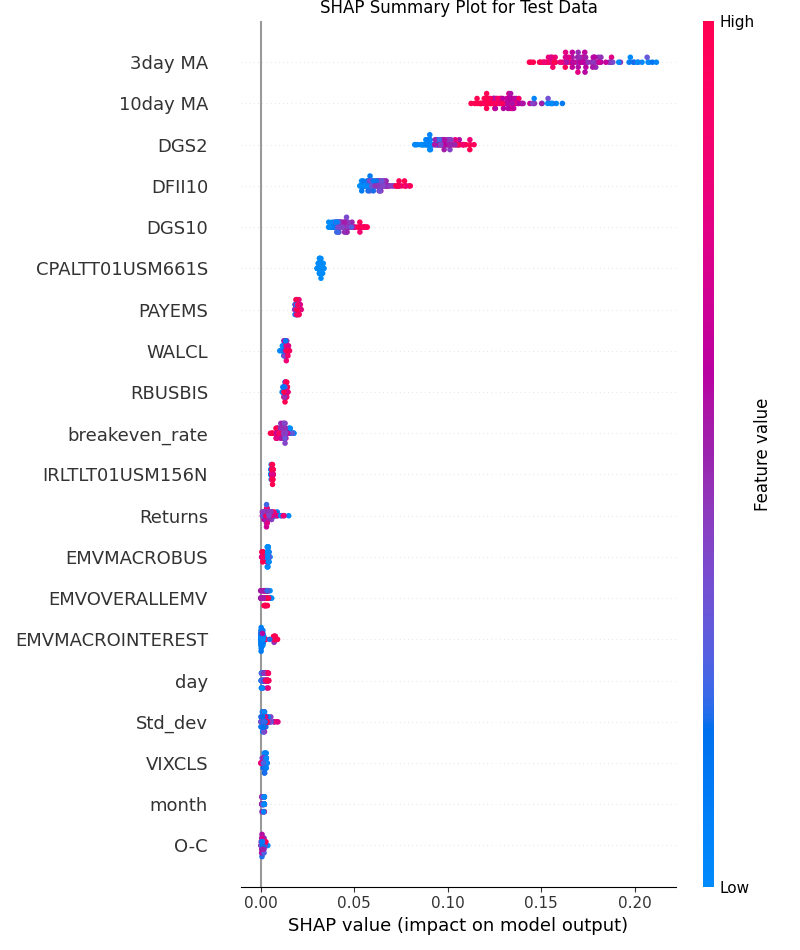 SHAP Summary Plot for Test Data
High
3day MA
10day MA
DGS2
DFII10
DGS10
CPALTT01USM661S
PAYEMS
WALCL
RBUSBIS
breakeven_rate
IRLTLT01USM156N
Returns
EMVMACROBUS
EMVOVERALLEMV
EMVMACROINTEREST
day
Std_dev
VIXCLS
month
O-C
Feature value
Low
0.00 0.05 0.10 0.15 0.20
SHAP value (impact on model output)